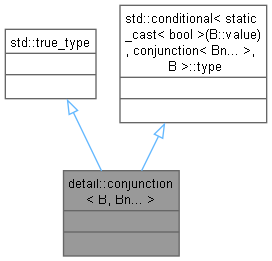 std::true_type
std::conditional< static
_cast< bool >(B::value)
, conjunction< Bn... >,
B >::type
detail::conjunction
< B, Bn... >